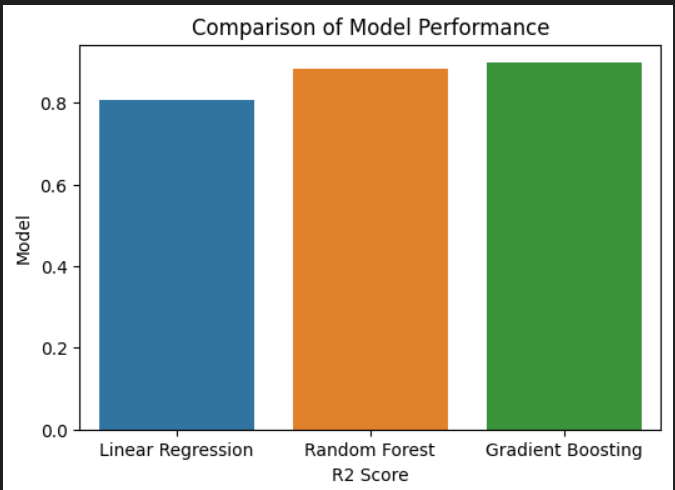 Comparison of Model Performance
Model
0.8
0.6
0.4
0.2
0.0
Linear Regression Random Forest Gradient Boosting
R2 Score